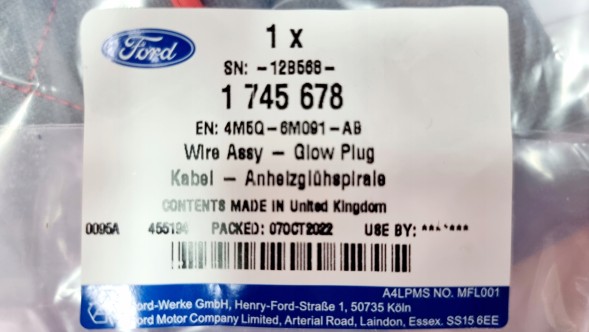 Ford
1 x
SN: -12B568-
1 745 678
EN: 4M5Q-6M091-AB
Wire Assy - Glow Plug
Kabel - Anheizglühspirale
CONTENTS MADE IN United Kingdom
0095A 455194 PACKED: 07OCT2022 USE BY: **.*.***
A4LPMS NO. MFL001
Ford-Werke GmbH, Henry-Ford-Straße 1, 50735 Köln
Ford Motor Company Limited, Arterial Road, Laindon, Essex. SS15 6EE